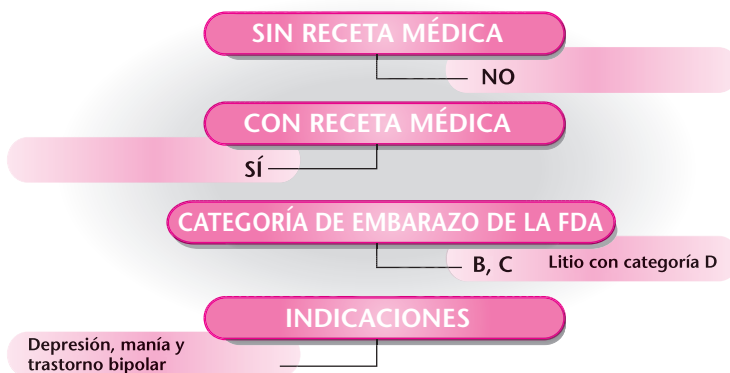 SIN RECETA MÉDICA
NO
CON RECETA MÉDICA
SÍ
CATEGORÍA DE EMBARAZO DE LA FDA
B, C Litio con categoría D
INDICACIONES
Depresión, manía y
trastorno bipolar